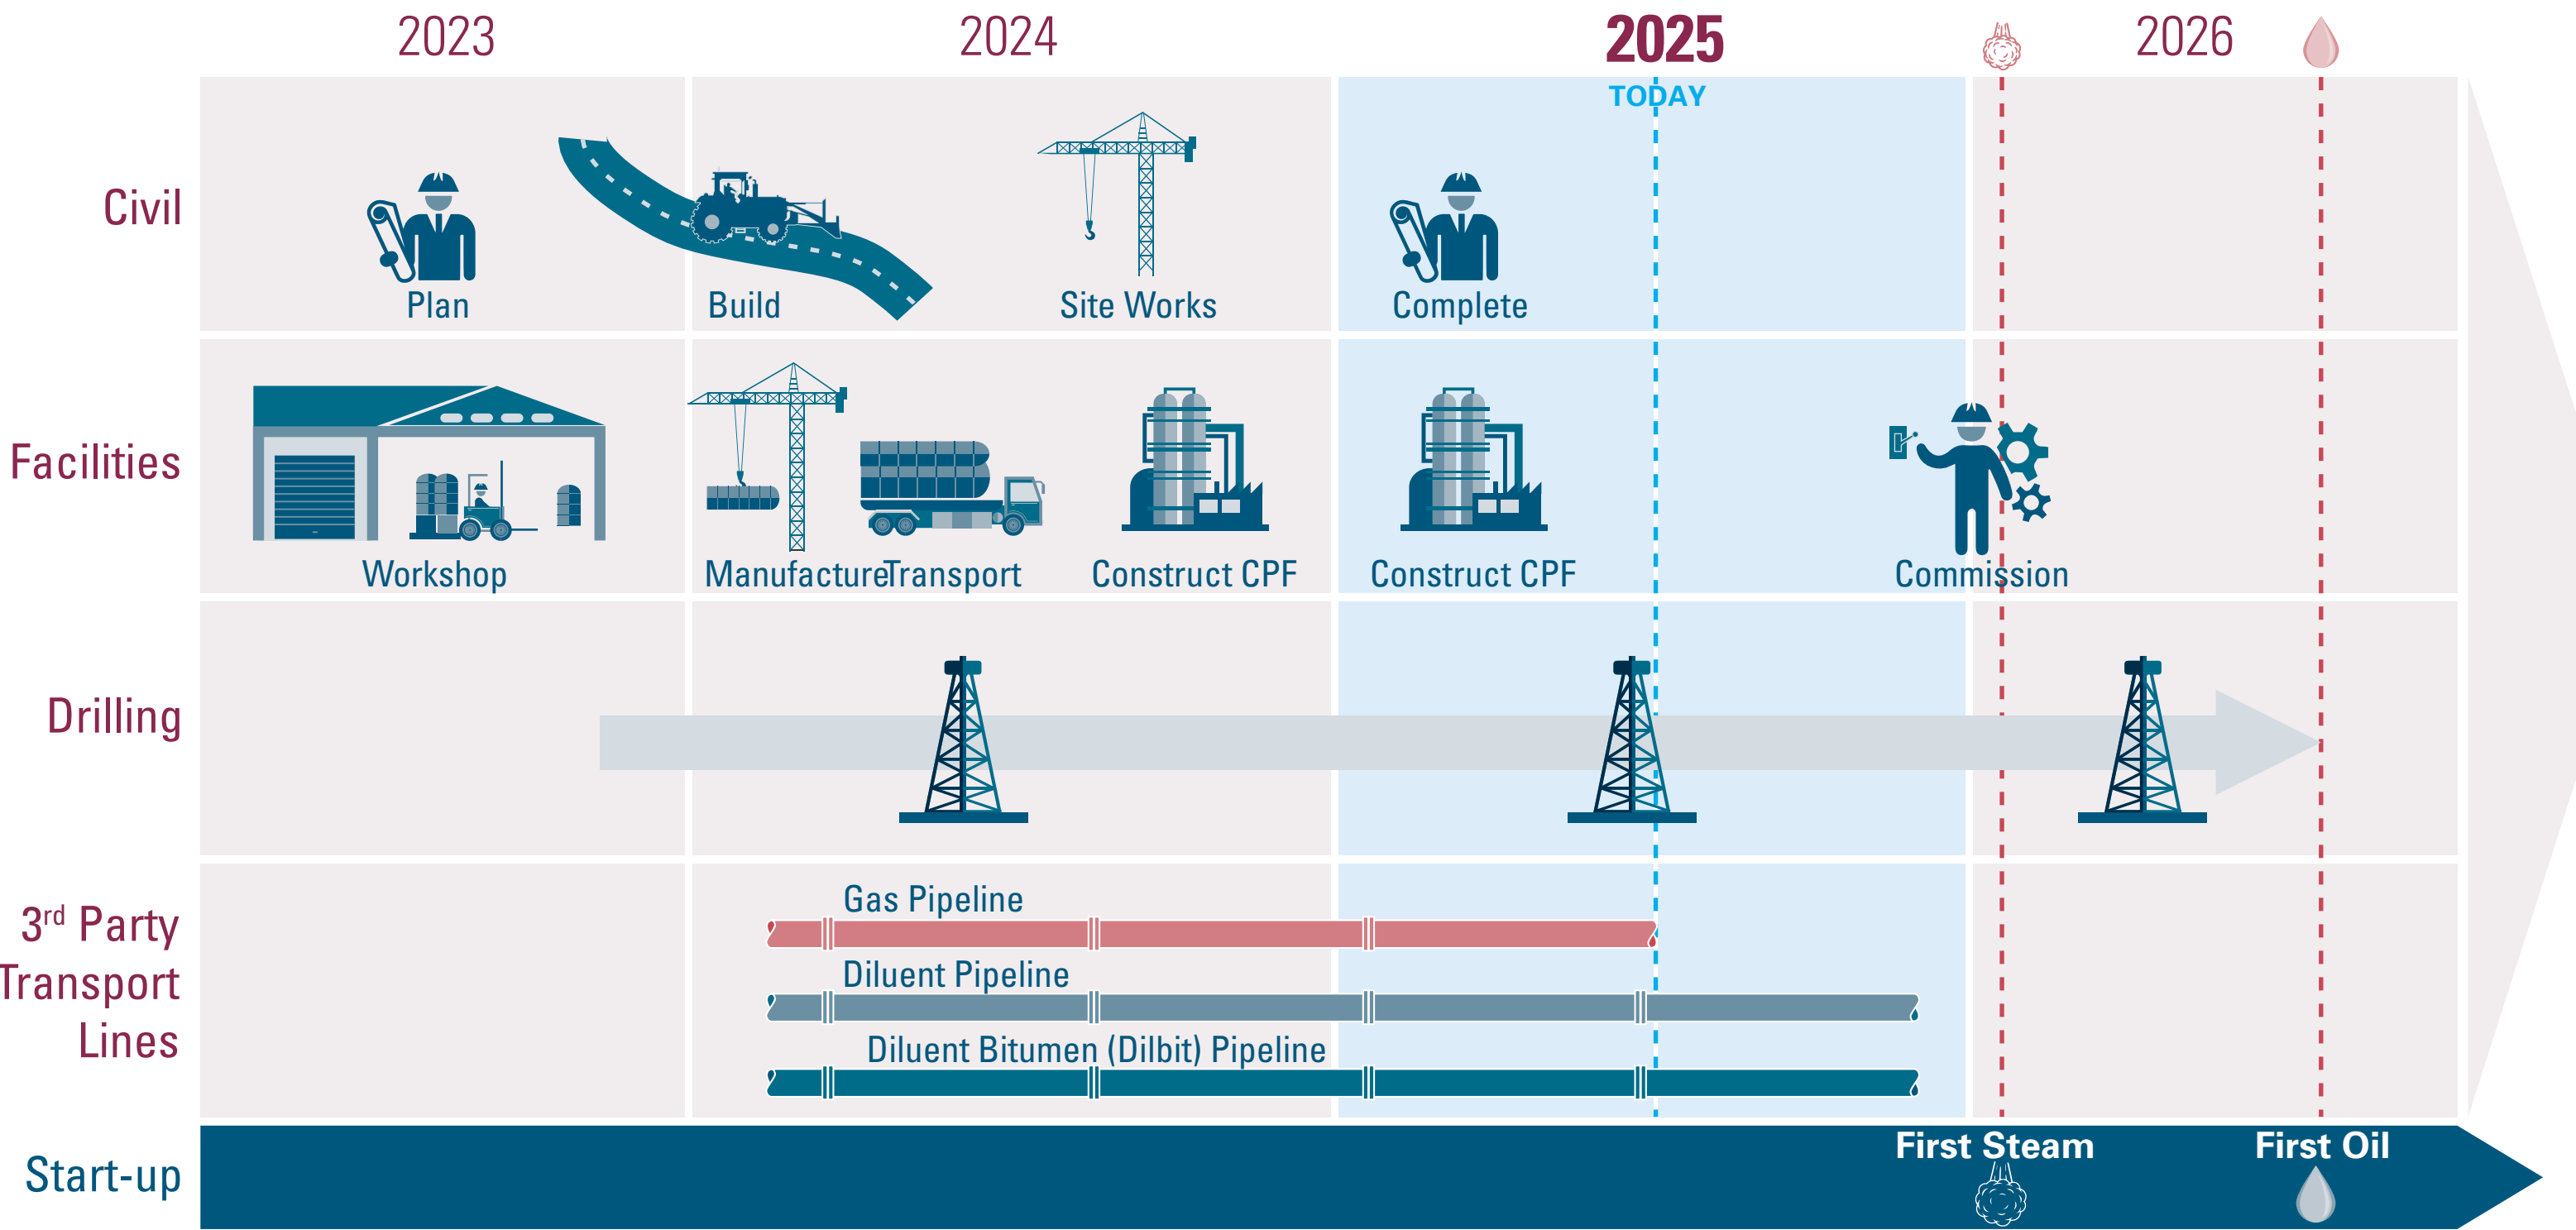 2023
2024
2025
2026
TODAY
Civil
Plan
Build
Site Works
Complete
Facilities
Workshop
Manufacture
Transport
Construct CPF
Construct CPF
Commission
Drilling
3rd Party
Transport
Lines
Gas Pipeline
Diluent Pipeline
Diluent Bitumen (Dilbit) Pipeline
Start-up
First Steam
First Oil